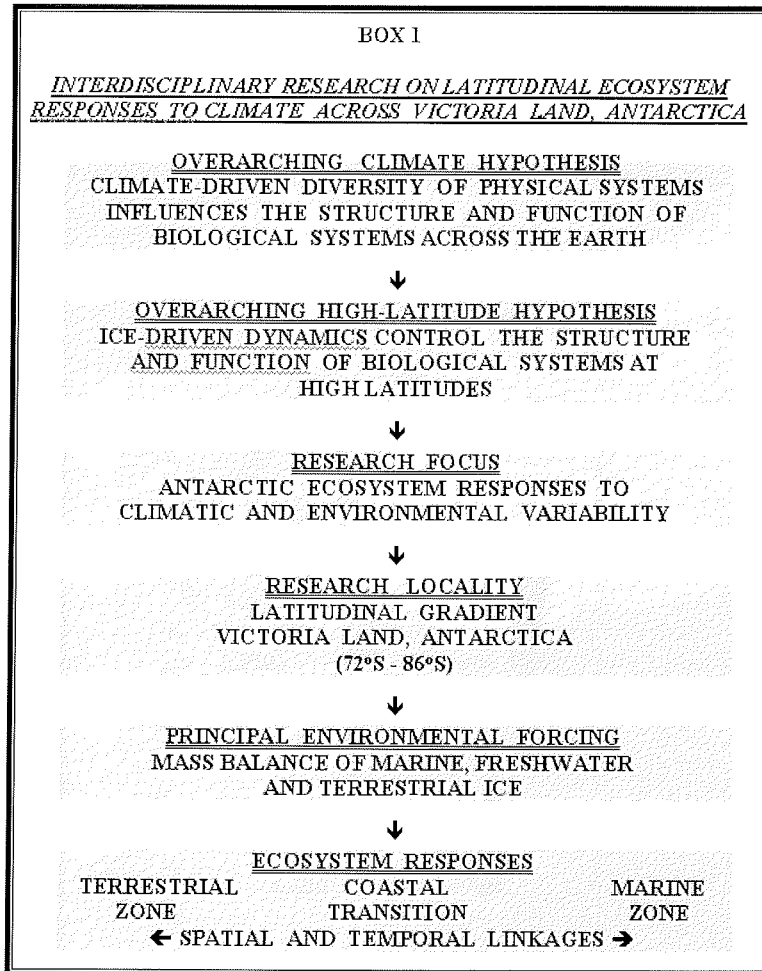 BOX 1
INTERDISCIPLINARY RESEARCH ON LATITUDINAL ECOSYSTEM
RESPONSES TO CLIMATE ACROSS VICTORIA LAND, ANTARCTICA
OVERARCHING CLIMATE HYPOTHESIS
CLIMATE-DRIVEN DIVERSITY OF PHYSICAL SYSTEMS
INFLUENCES THE STRUCTURE AND FUNCTION OF
BIOLOGICAL SYSTEMS ACROSS THE EARTH
↓
OVERARCHING HIGH-LATITUDE HYPOTHESIS
ICE-DRIVEN DYNAMICS CONTROL THE STRUCTURE
AND FUNCTION OF BIOLOGICAL SYSTEMS AT
HIGH LATITUDES
↓
RESEARCH FOCUS
ANTARCTIC ECOSYSTEM RESPONSES TO
CLIMATIC AND ENVIRONMENTAL VARIABILITY
↓
RESEARCH LOCALITY
LATITUDINAL GRADIENT
VICTORIA LAND, ANTARCTICA
(72°S - 86°S)
↓
PRINCIPAL ENVIRONMENTAL FORCING
MASS BALANCE OF MARINE, FRESHWATER
AND TERRESTRIAL ICE
↓
ECOSYSTEM RESPONSES
TERRESTRIAL COASTAL MARINE
ZONE TRANSITION ZONE
← SPATIAL AND TEMPORAL LINKAGES →